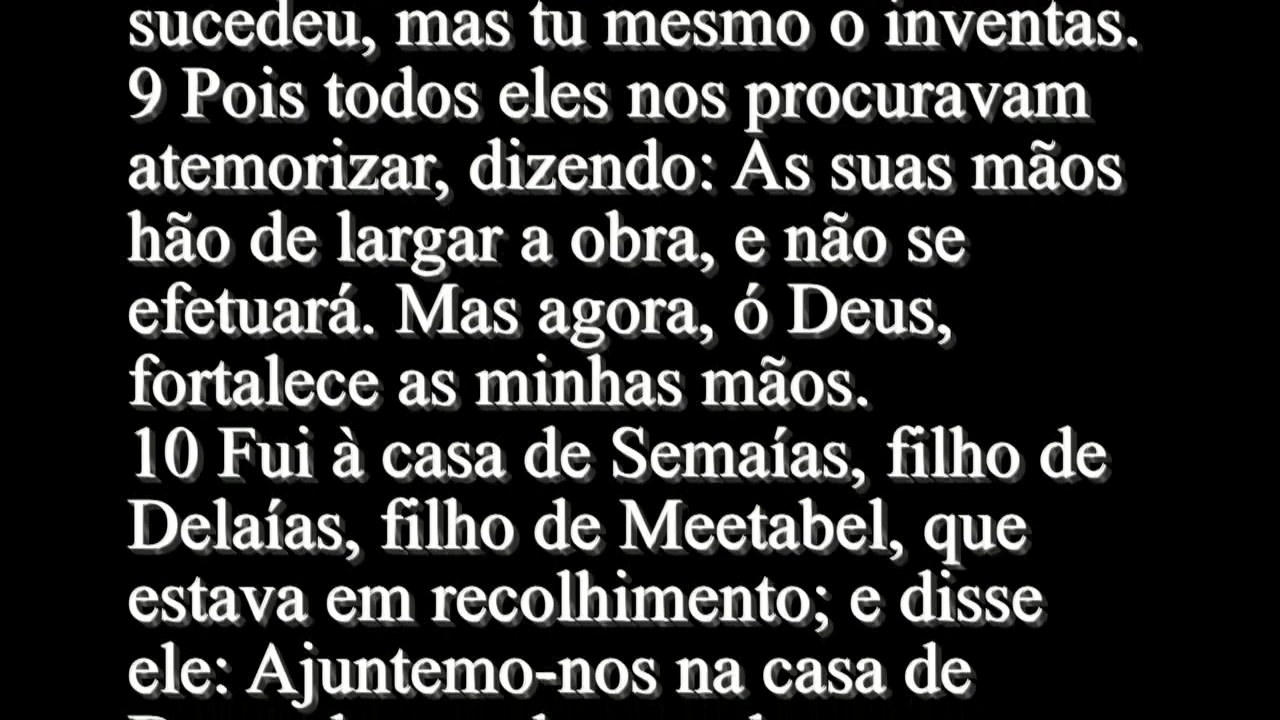 sucedeu, mas tu mesmo o inventas.
9 Pois todos eles nos procuravam
atemorizar, dizendo: As suas mãos
hão de largar a obra, e não se
efetuará. Mas agora, ó Deus,
fortalece as minhas mãos.
10 Fui à casa de Semaías, filho de
Delaías, filho de Meetabel, que
estava em recolhimento; e disse
ele: Ajuntemo-nos na casa de